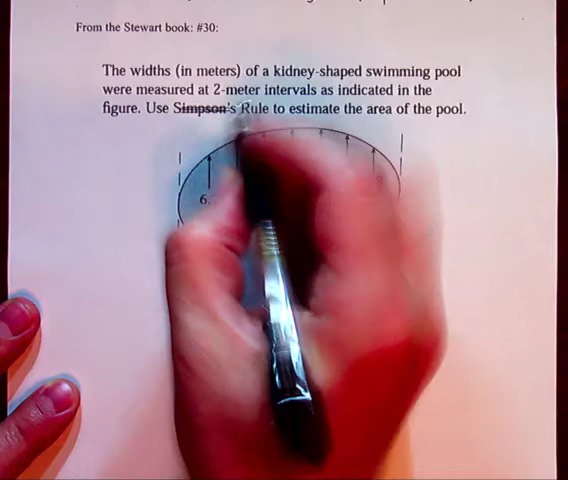 From the Stewart book: #30:
The widths (in meters) of a kidney-shaped swimming pool
were measured at 2-meter intervals as indicated in the
figure. Use Simpson's Rule to estimate the area of the pool.
6.